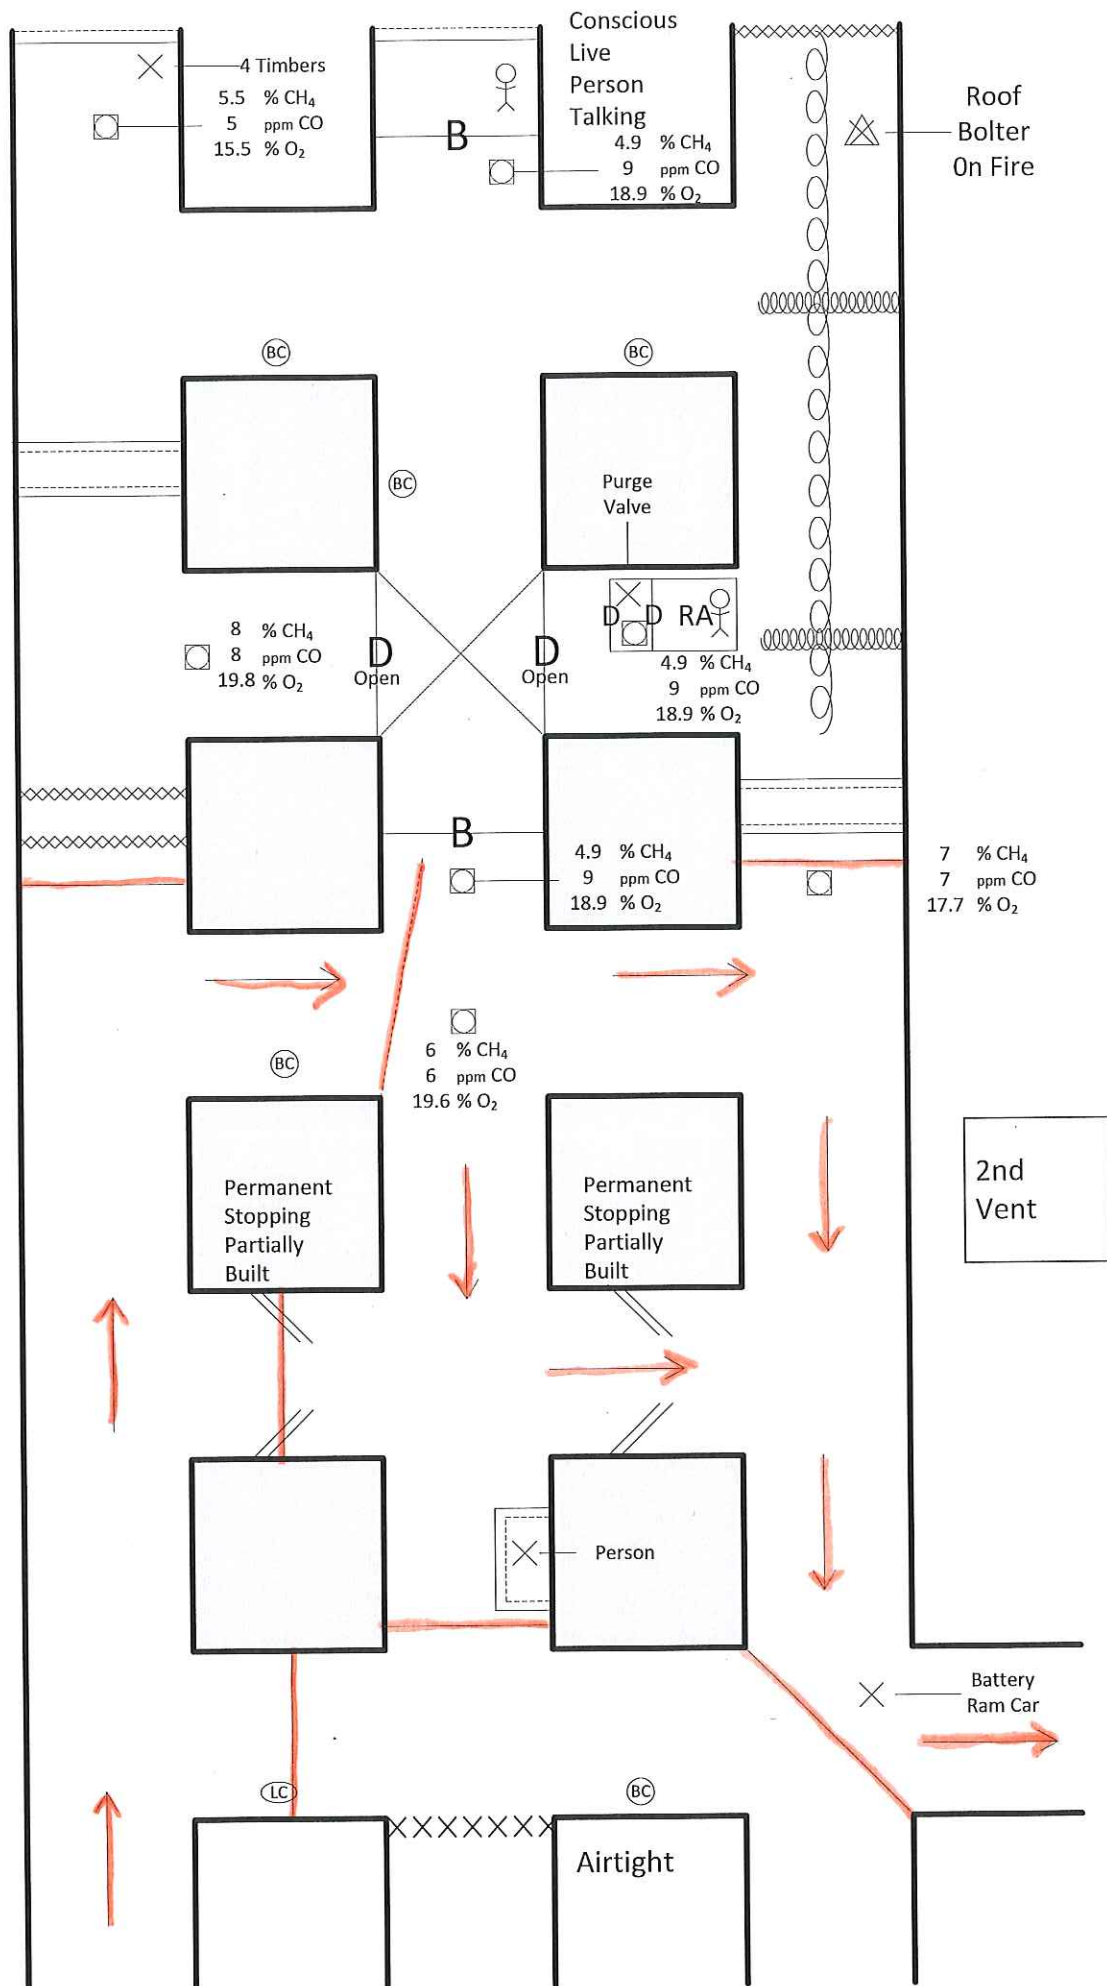 Conscious
Live
Person
Talking
4 Timbers
5.5 % CH₄
5 ppm CO
15.5 % O₂
B
4.9 % CH₄
9 ppm CO
18.9 % O₂
Roof
Bolter
On Fire
BC
BC
BC
Purge
Valve
D D RA
8 % CH₄
8 ppm CO
19.8 % O₂
D
Open
D
Open
4.9 % CH₄
9 ppm CO
18.9 % O₂
B
4.9 % CH₄
9 ppm CO
18.9 % O₂
7 % CH₄
7 ppm CO
17.7 % O₂
BC
6 % CH₄
6 ppm CO
19.6 % O₂
Permanent
Stopping
Partially
Built
Permanent
Stopping
Partially
Built
2nd
Vent
Person
Battery
Ram Car
LC
BC
Airtight